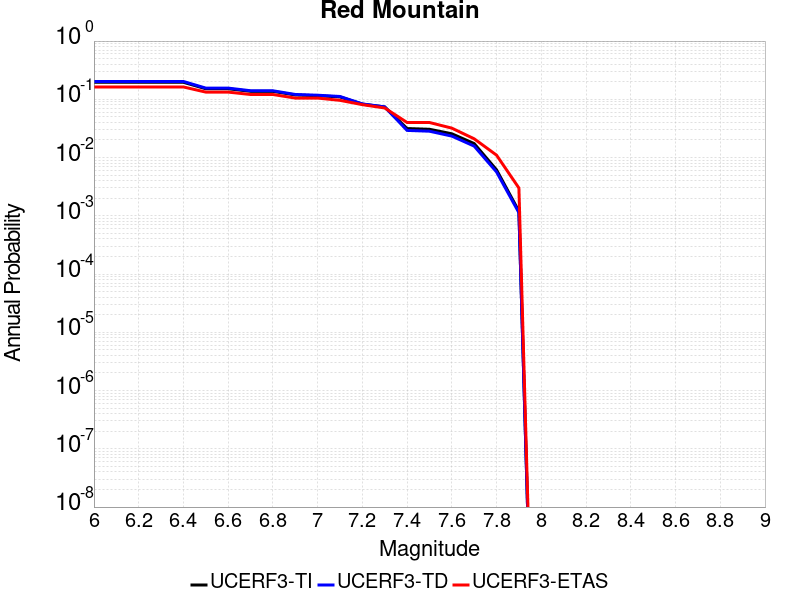 Red Mountain
10^0
10^-1
10^-2
10^-3
10^-4
10^-5
10^-6
10^-7
10^-8
Annual Probability
6 6.2 6.4 6.6 6.8 7 7.2 7.4 7.6 7.8 8 8.2 8.4 8.6 8.8 9
Magnitude
UCERF3-TI UCERF3-TD UCERF3-ETAS